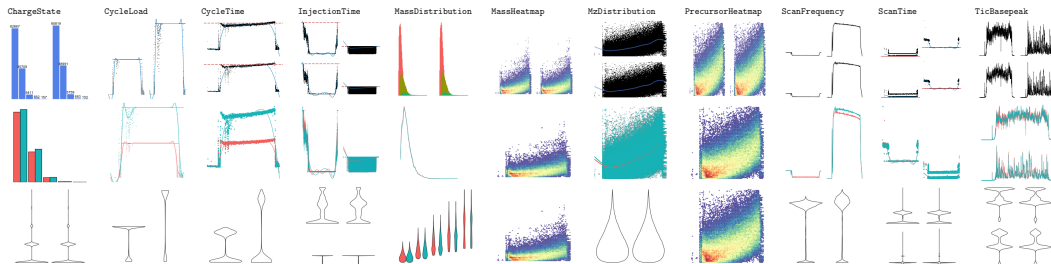 ChargeState CycleLoad CycleTime InjectionTime MassDistribution MassHeatmap MzDistribution PrecursorHeatmap ScanFrequency ScanTime TicBasepeak